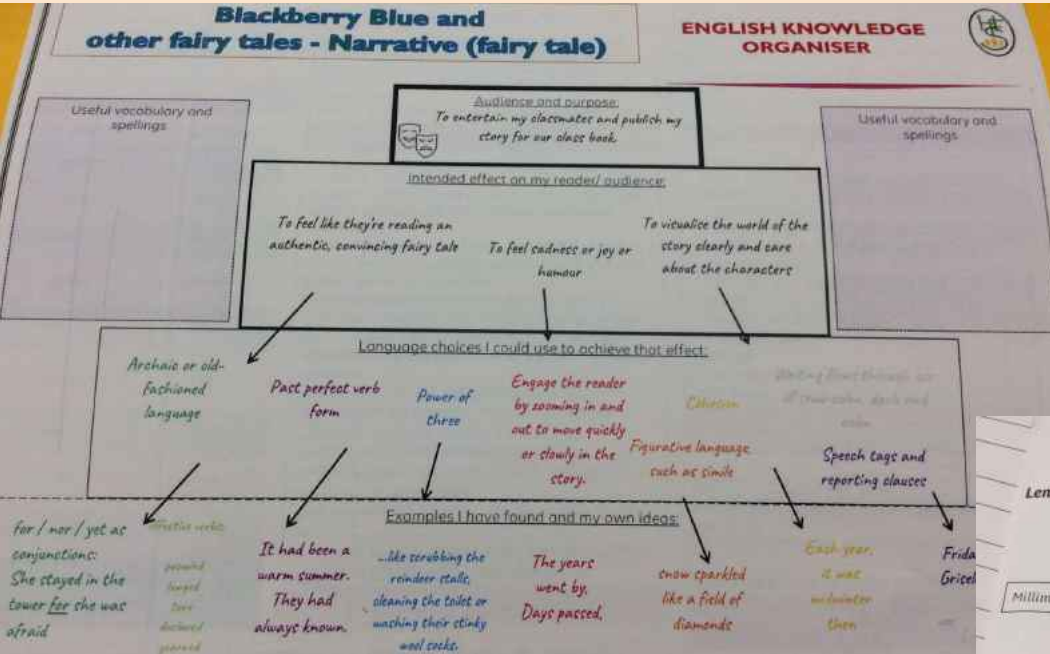 Blackberry Blue and
other fairy tales - Narrative (fairy tale)
ENGLISH KNOWLEDGE
ORGANISER
Useful vocabulary and
spellings
Audience and purpose:
To entertain my classmates and publish my
story for our class book.
Useful vocabulary and
spellings
Intended effect on my reader/ audience:
To feel like they're reading an
authentic, convincing fairy tale
To feel sadness or joy or
humour
To visualise the world of the
story clearly and care
about the characters
Language choices I could use to achieve that effect:
Archaic or old-
fashioned
language
Past perfect verb
form
Power of
three
Engage the reader
by zooming in and
out to move quickly
or slowly in the
story.
Cohesion
Figurative language
such as simile
Speech tags and
reporting clauses
Examples I have found and my own ideas:
for / nor / yet as
conjunctions:
She stayed in the
tower for she was
afraid
verbs:
longed
declared
yearned
It had been a
warm summer.
They had
always known.
...like scrubbing the
reindeer stalls,
cleaning the toilet or
washing their stinky
wool socks.
The years
went by.
Days passed.
snow sparkled
like a field of
diamonds
Each year,
it was
midwinter
then
Frida
Grisel
Len
Millim